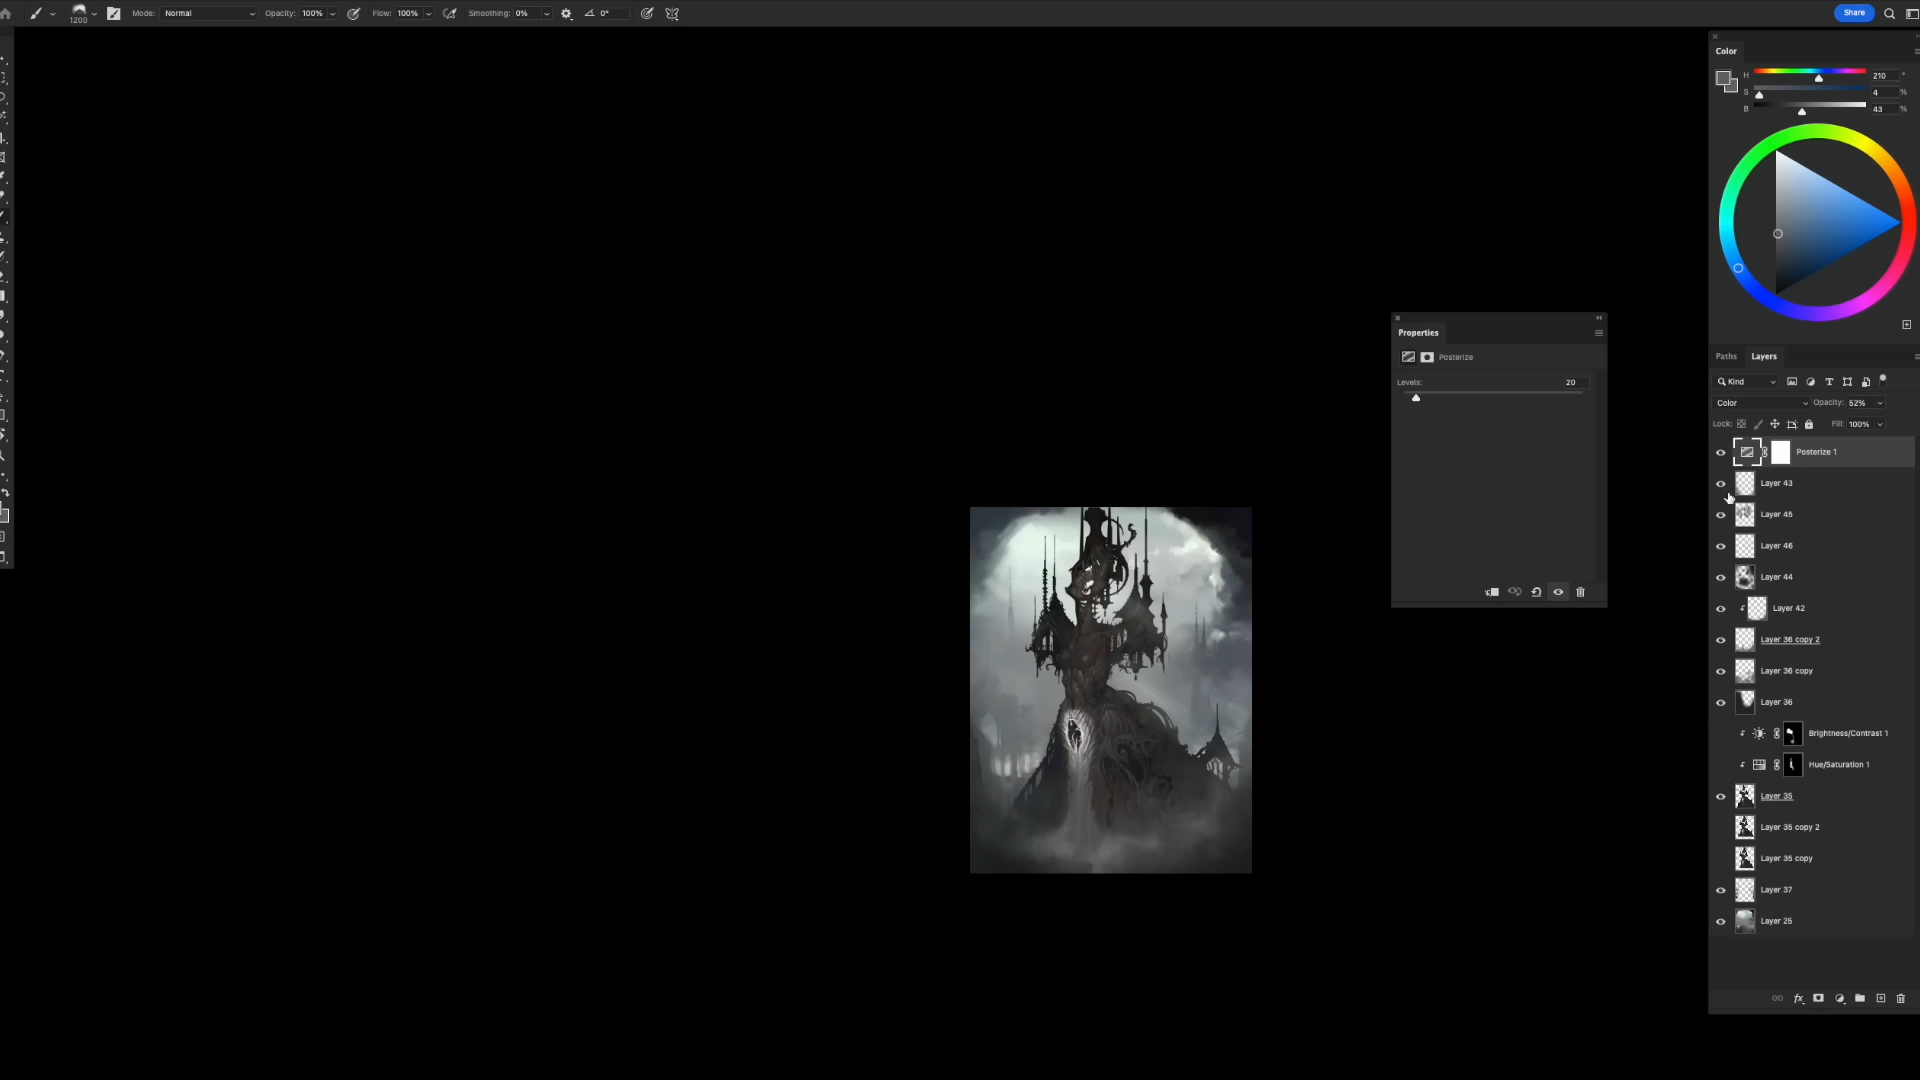 1200 Mode: Normal Opacity: 100% Flow: 100% Smoothing: 0% 0° Share
Color
H 210 °
S 4 %
B 43 %
Properties
Posterize
Levels: 20
Paths Layers
Kind
Color Opacity: 52%
Lock: Fill: 100%
Posterize 1
Layer 43
Layer 45
Layer 46
Layer 44
Layer 42
Layer 36 copy 2
Layer 36 copy
Layer 36
Brightness/Contrast 1
Hue/Saturation 1
Layer 35
Layer 35 copy 2
Layer 35 copy
Layer 37
Layer 25
fx